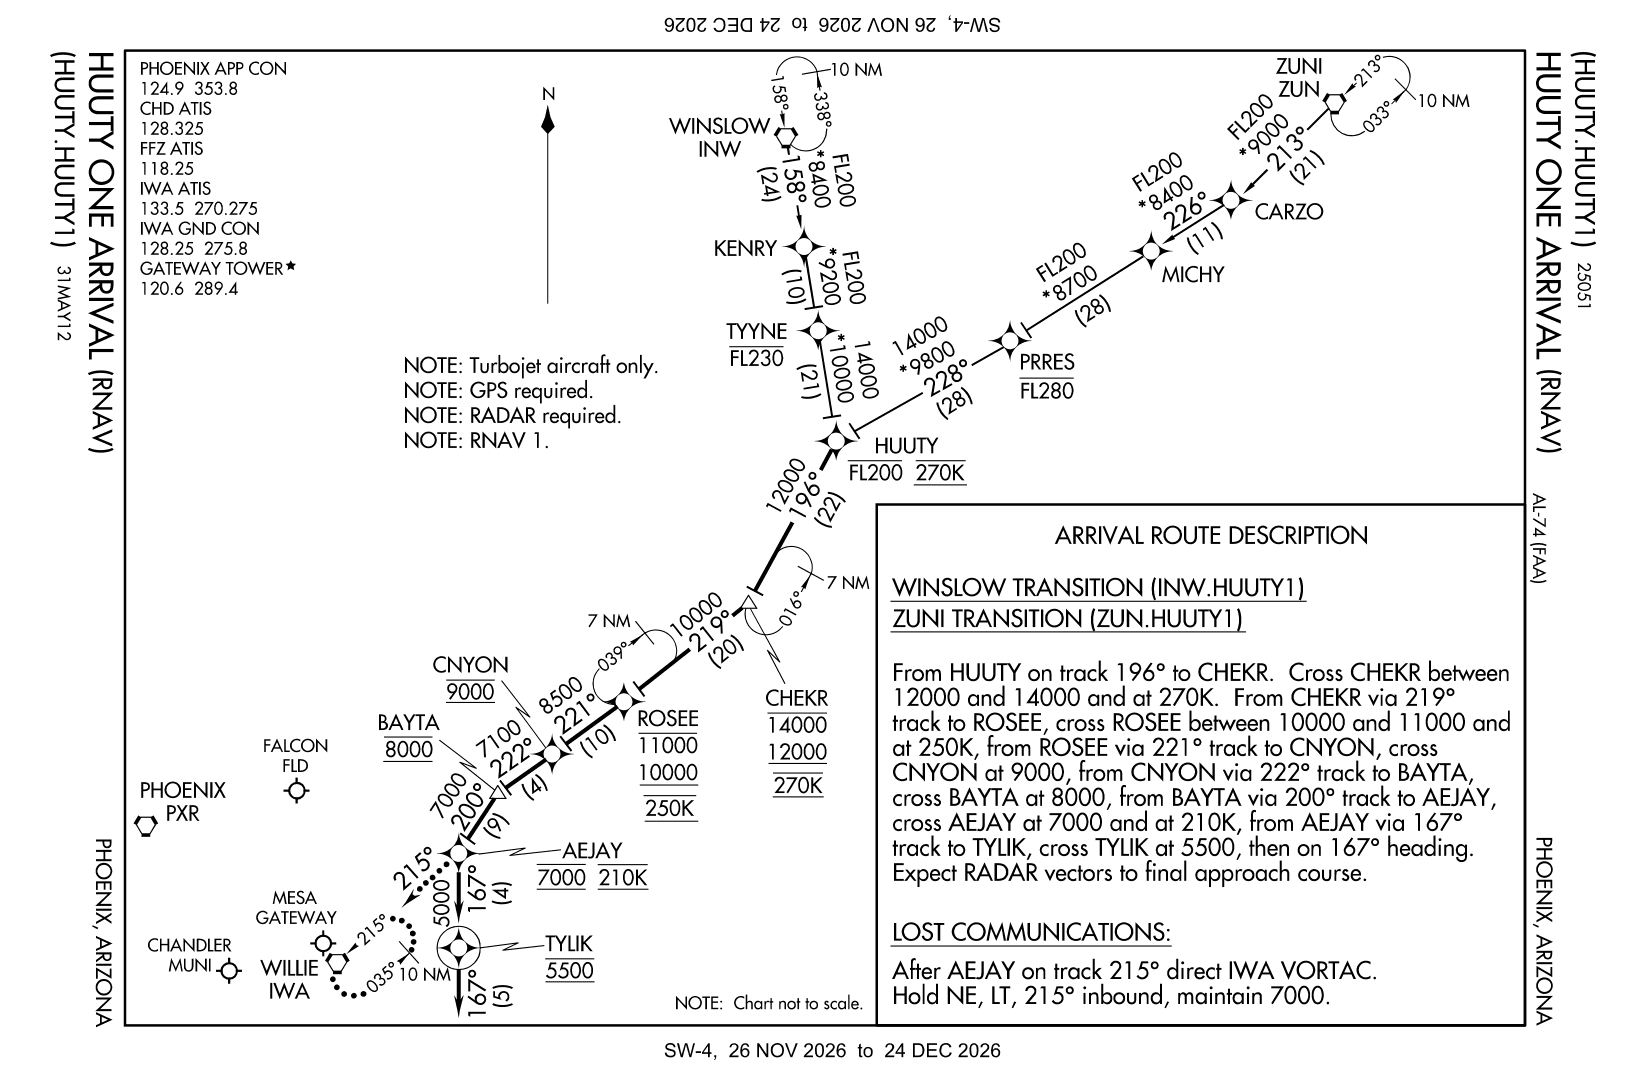 SW-4, 26 NOV 2026 to 24 DEC 2026
(HUUTY.HUUTY1) 31MAY12
HUUTY ONE ARRIVAL (RNAV)
PHOENIX, ARIZONA
(HUUTY.HUUTY1) 25051
HUUTY ONE ARRIVAL (RNAV)
AL-74 (FAA)
PHOENIX, ARIZONA
PHOENIX APP CON
124.9 353.8
CHD ATIS
128.325
FFZ ATIS
118.25
IWA ATIS
133.5 270.275
IWA GND CON
128.25 275.8
GATEWAY TOWER★
120.6 289.4
N
NOTE: Turbojet aircraft only.
NOTE: GPS required.
NOTE: RADAR required.
NOTE: RNAV 1.
10 NM
158°
338°
WINSLOW
INW
FL200
*8400
158°
(24)
KENRY
FL200
*9200
(10)
TYYNE
FL230
14000
*10000
(21)
ZUNI
ZUN
213°
033°
10 NM
FL200
*9000
213°
(21)
CARZO
FL200
*8400
226°
(11)
MICHY
FL200
*8700
(28)
PRRES
FL280
14000
*9800
228°
(28)
HUUTY
FL200 270K
12000
196°
(22)
7 NM
016°
CHEKR
14000
12000
270K
10000
219°
(20)
7 NM
039°
ROSEE
11000
10000
250K
8500
221°
(10)
CNYON
9000
7100
222°
(4)
BAYTA
8000
7000
200°
(9)
AEJAY
7000 210K
215°
5000
167°
(4)
TYLIK
5500
167°
(5)
FALCON
FLD
PHOENIX
PXR
MESA
GATEWAY
CHANDLER
MUNI
WILLIE
IWA
215°
035°
10 NM
NOTE: Chart not to scale.
ARRIVAL ROUTE DESCRIPTION
WINSLOW TRANSITION (INW.HUUTY1)
ZUNI TRANSITION (ZUN.HUUTY1)
From HUUTY on track 196° to CHEKR. Cross CHEKR between
12000 and 14000 and at 270K. From CHEKR via 219°
track to ROSEE, cross ROSEE between 10000 and 11000 and
at 250K, from ROSEE via 221° track to CNYON, cross
CNYON at 9000, from CNYON via 222° track to BAYTA,
cross BAYTA at 8000, from BAYTA via 200° track to AEJAY,
cross AEJAY at 7000 and at 210K, from AEJAY via 167°
track to TYLIK, cross TYLIK at 5500, then on 167° heading.
Expect RADAR vectors to final approach course.
LOST COMMUNICATIONS:
After AEJAY on track 215° direct IWA VORTAC.
Hold NE, LT, 215° inbound, maintain 7000.
SW-4, 26 NOV 2026 to 24 DEC 2026